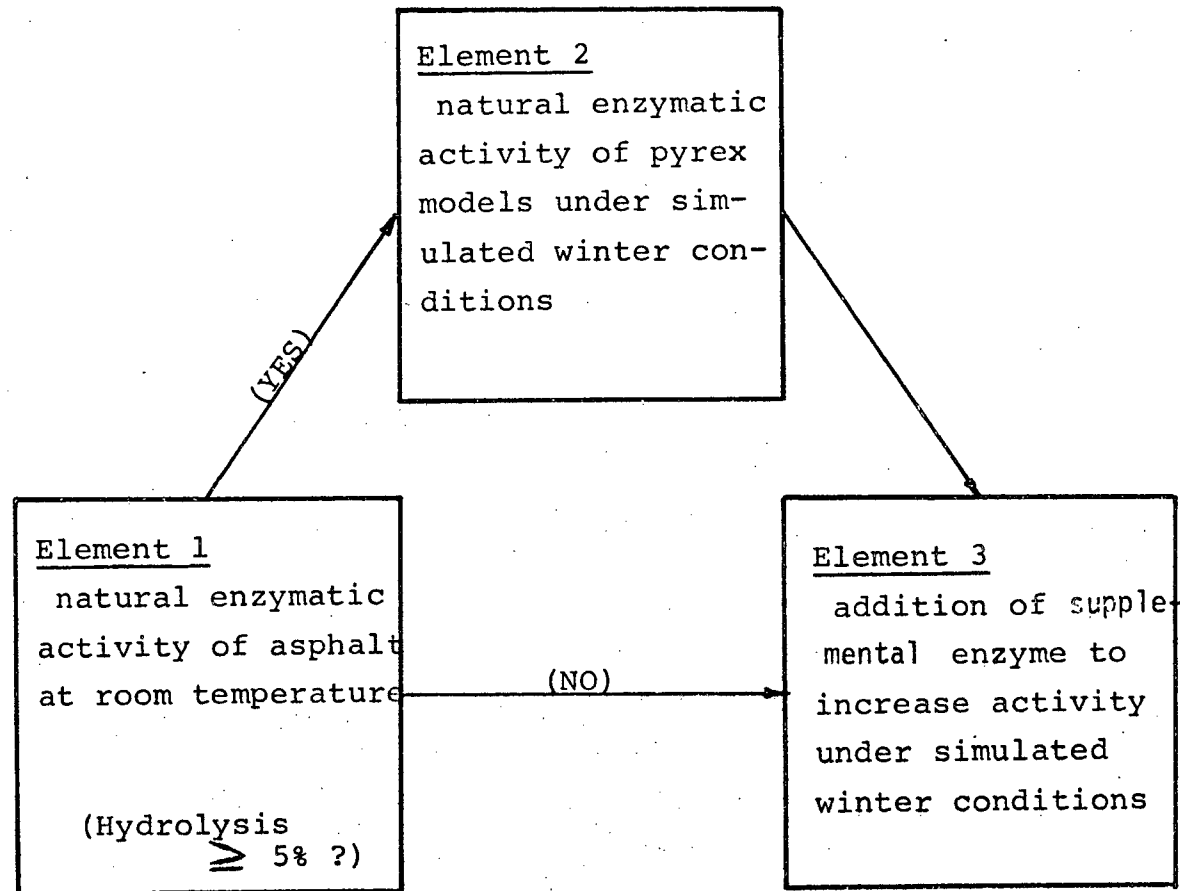 Element 2
natural enzymatic
activity of pyrex
models under sim-
ulated winter con-
ditions
(YES)
Element 1
natural enzymatic
activity of asphalt
at room temperature
(Hydrolysis
≥ 5% ?)
(NO)
Element 3
addition of supple-
mental enzyme to
increase activity
under simulated
winter conditions